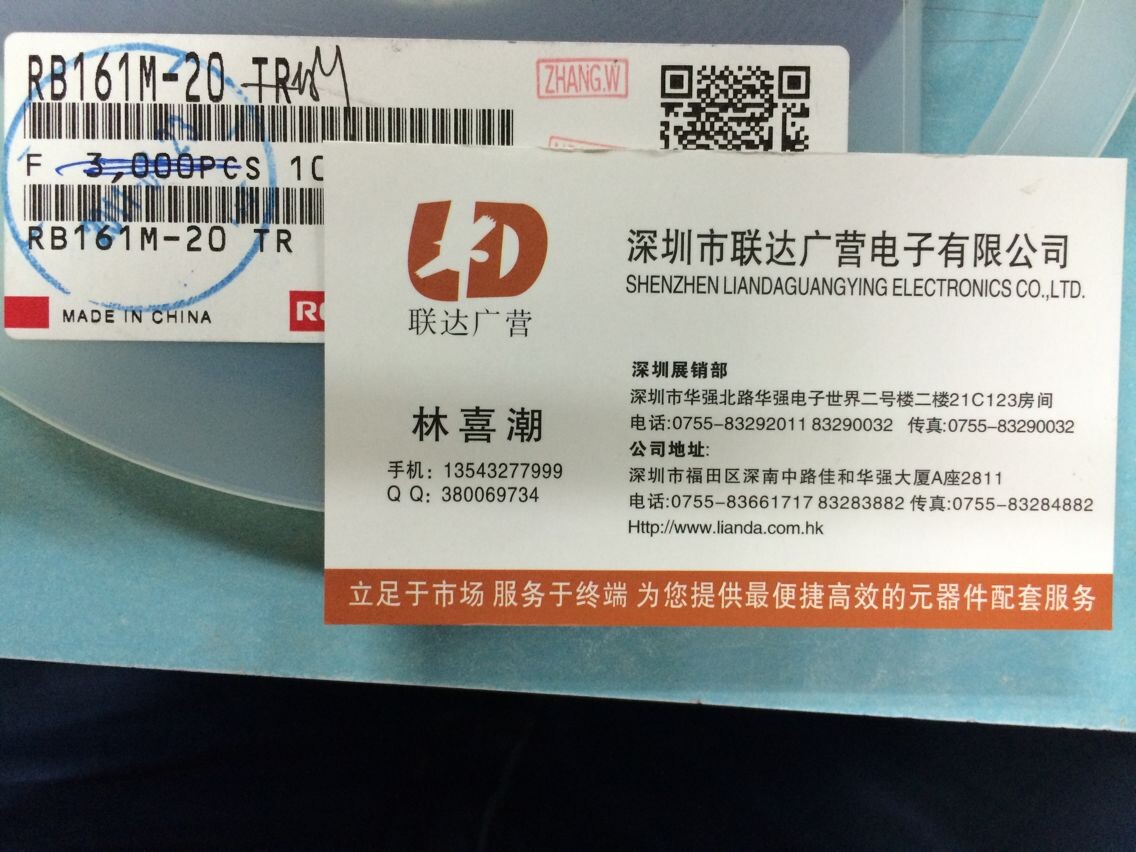 RB161M-20 TR
ZHANG.W
F 3,000PCS 10
RB161M-20 TR
MADE IN CHINA
联达广营
深圳市联达广营电子有限公司
SHENZHEN LIANDAGUANGYING ELECTRONICS CO.,LTD.
林喜潮
手机：13543277999
Q Q：380069734
深圳展销部
深圳市华强北路华强电子世界二号楼二楼21C123房间
电话:0755-83292011 83290032 传真:0755-83290032
公司地址:
深圳市福田区深南中路佳和华强大厦A座2811
电话:0755-83661717 83283882 传真:0755-83284882
Http://www.lianda.com.hk
立足于市场 服务于终端 为您提供最便捷高效的元器件配套服务